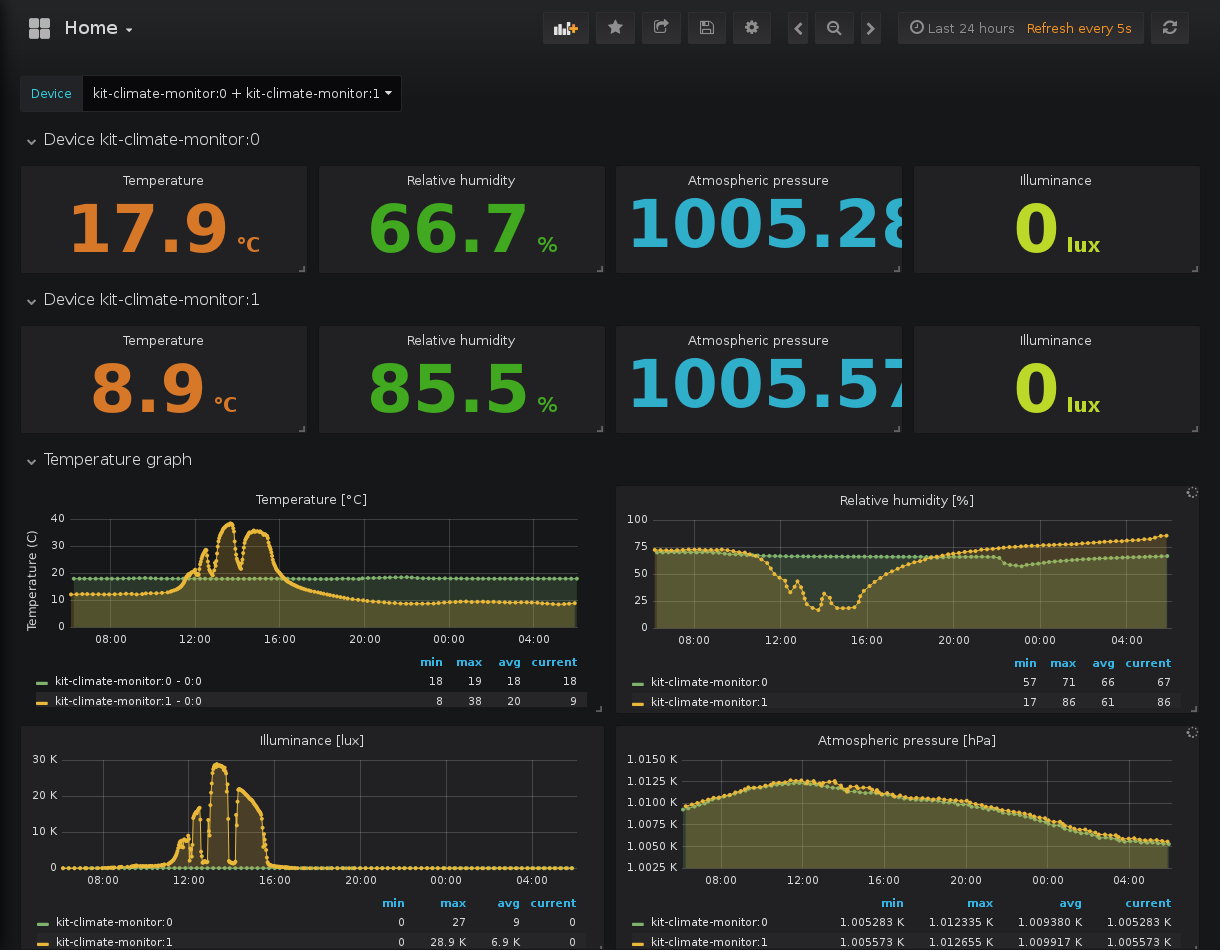 Home
Last 24 hours Refresh every 5s
Device kit-climate-monitor:0 + kit-climate-monitor:1
Device kit-climate-monitor:0
Temperature Relative humidity Atmospheric pressure Illuminance
17.9 °C 66.7 % 1005.28 0 lux
Device kit-climate-monitor:1
Temperature Relative humidity Atmospheric pressure Illuminance
8.9 °C 85.5 % 1005.57 0 lux
Temperature graph
Temperature [°C]
Temperature (C)
40
30
20
10
0
08:00 12:00 16:00 20:00 00:00 04:00
min max avg current
kit-climate-monitor:0 - 0:0 18 19 18 18
kit-climate-monitor:1 - 0:0 8 38 20 9
Relative humidity [%]
100
75
50
25
0
08:00 12:00 16:00 20:00 00:00 04:00
min max avg current
kit-climate-monitor:0 57 71 66 67
kit-climate-monitor:1 17 86 61 86
Illuminance [lux]
30 K
20 K
10 K
0
08:00 12:00 16:00 20:00 00:00 04:00
min max avg current
kit-climate-monitor:0 0 27 9 0
kit-climate-monitor:1 0 28.9 K 6.9 K 0
Atmospheric pressure [hPa]
1.0150 K
1.0125 K
1.0100 K
1.0075 K
1.0050 K
1.0025 K
08:00 12:00 16:00 20:00 00:00 04:00
min max avg current
kit-climate-monitor:0 1.005283 K 1.012335 K 1.009380 K 1.005283 K
kit-climate-monitor:1 1.005573 K 1.012655 K 1.009917 K 1.005573 K